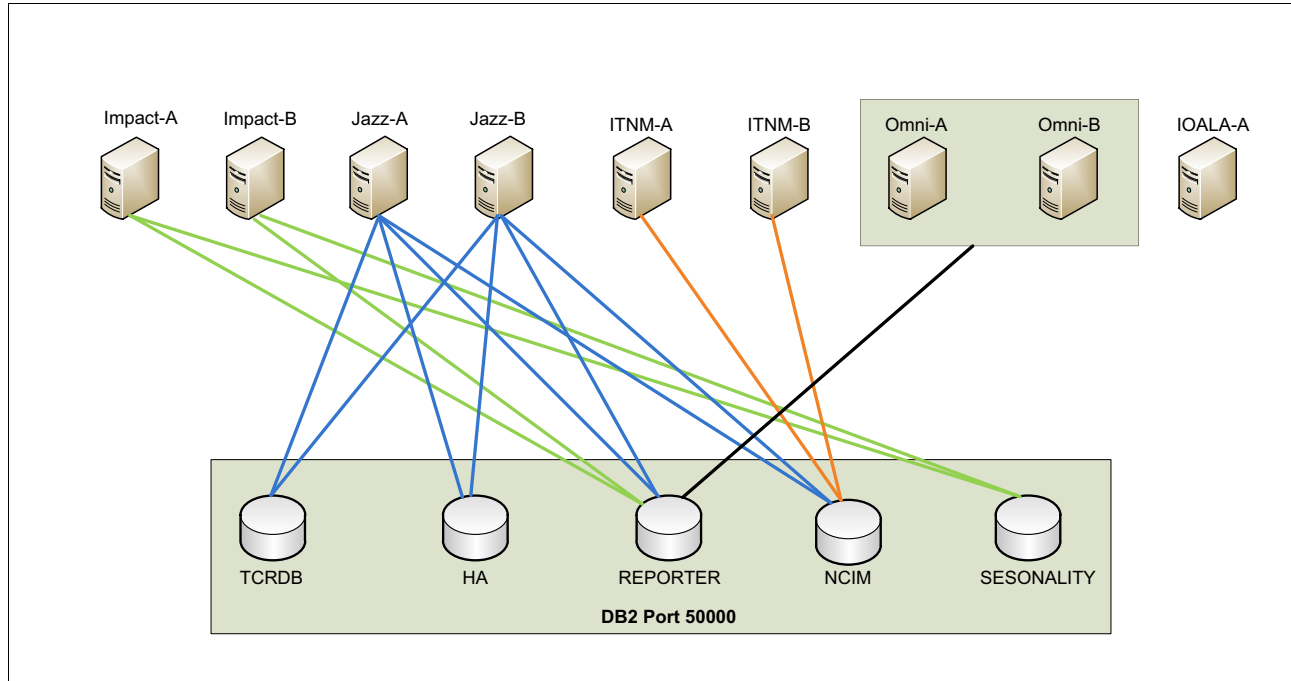 Impact-A
Impact-B
Jazz-A
Jazz-B
ITNM-A
ITNM-B
Omni-A
Omni-B
IOALA-A
TCRDB
HA
REPORTER
NCIM
SESONALITY
DB2 Port 50000